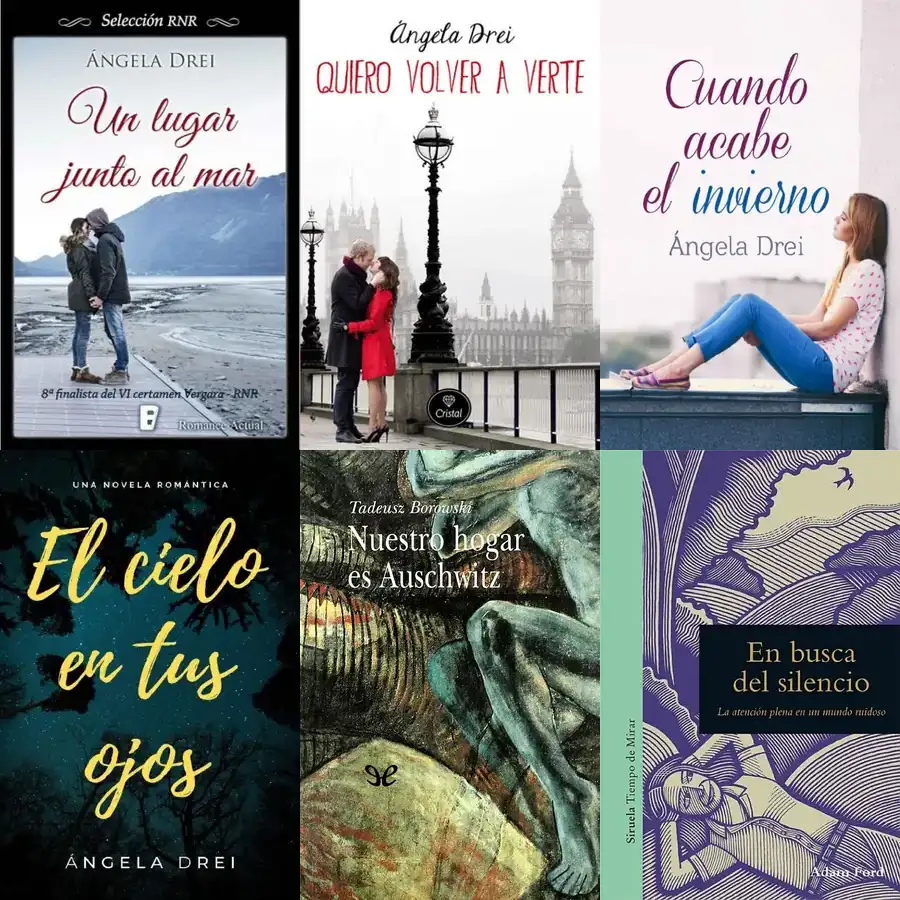 Selección RNR
ÁNGELA DREI
Un lugar
junto al mar
8ª finalista del VI certamen Vergara - RNR
B
Romance Actual
Ángela Drei
QUIERO VOLVER A VERTE
Cristal
Cuando
acabe
el invierno
Ángela Drei
UNA NOVELA ROMÁNTICA
El cielo
en tus
ojos
ÁNGELA DREI
Tadeusz Borowski
Nuestro hogar
es Auschwitz
En busca
del silencio
La atención plena en un mundo ruidoso
Siruela Tiempo de Mirar
Adam Ford